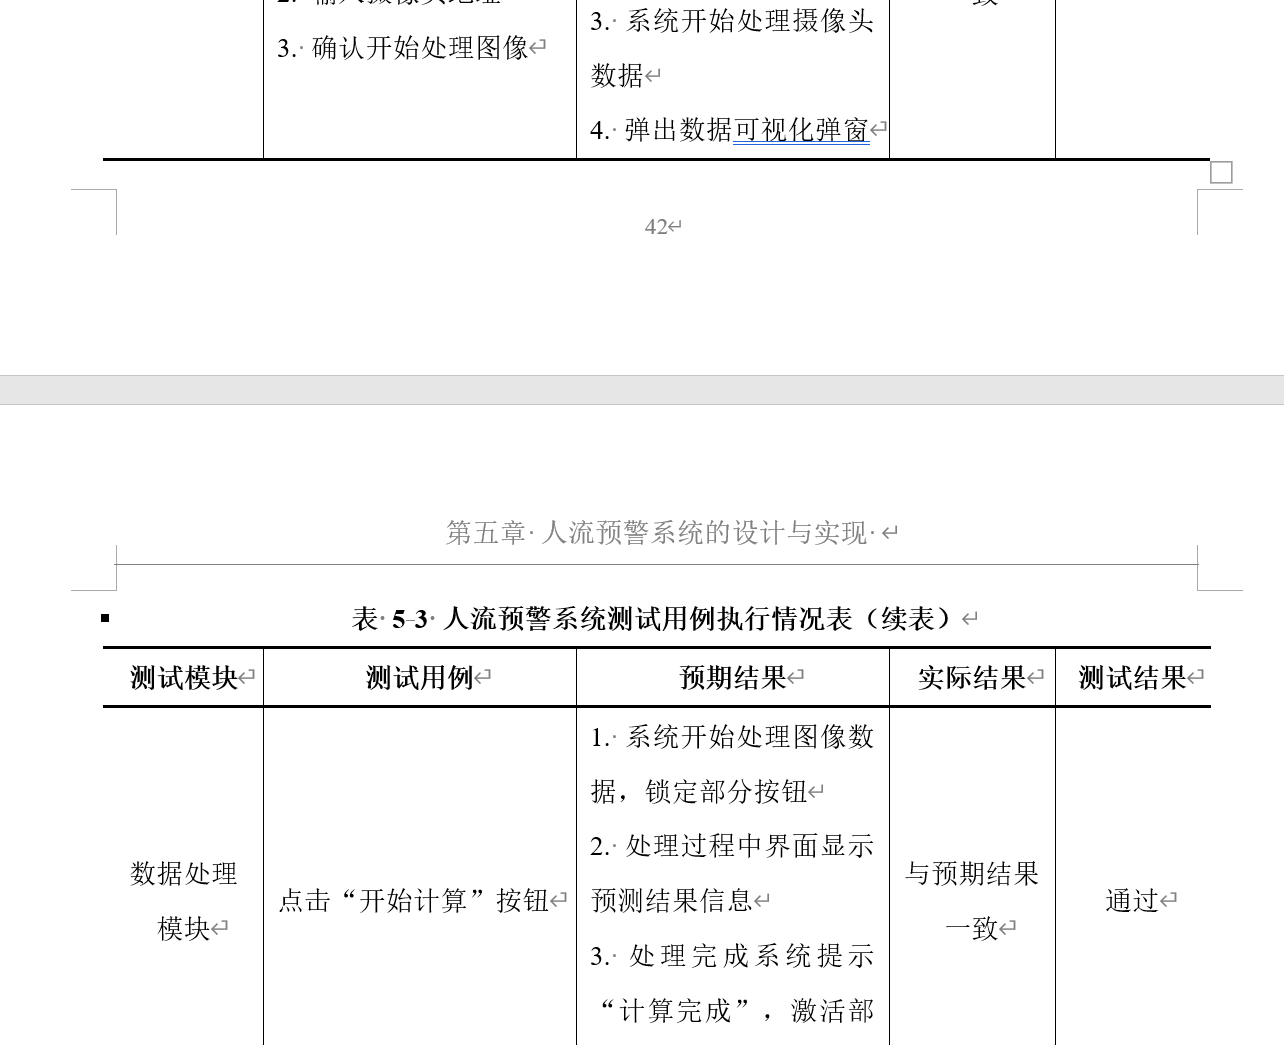 3. 确认开始处理图像
3. 系统开始处理摄像头
数据
4. 弹出数据可视化弹窗
42
第五章 人流预警系统的设计与实现
表 5-3 人流预警系统测试用例执行情况表（续表）
测试模块 测试用例 预期结果 实际结果 测试结果
数据处理
模块
点击“开始计算”按钮
1. 系统开始处理图像数
据，锁定部分按钮
2. 处理过程中界面显示
预测结果信息
3. 处理完成系统提示
“计算完成”，激活部
与预期结果
一致
通过